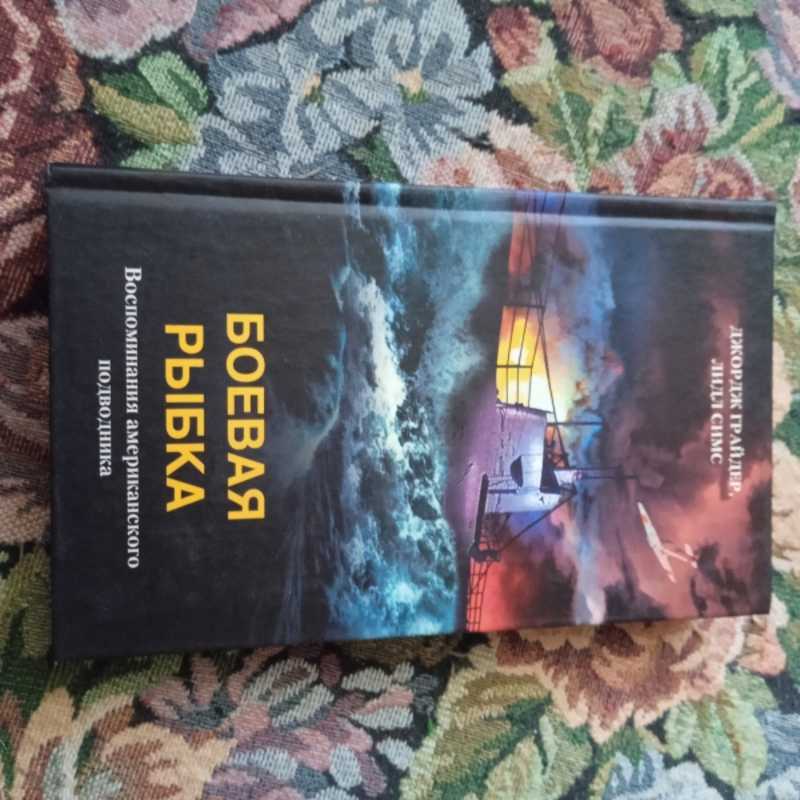 ДЖОРДЖ ГРАЙДЕР,
ЛИДЛ СИМС
БОЕВАЯ
РЫБКА
Воспоминания американского
подводника